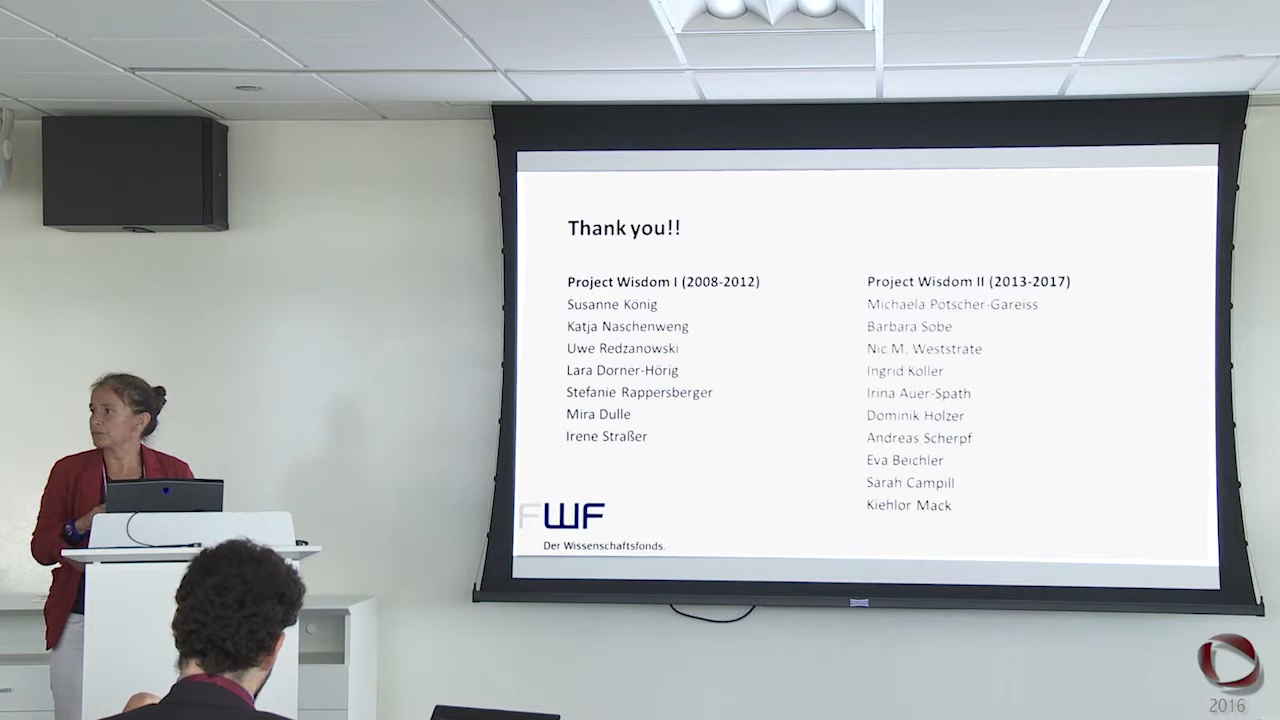 Thank you!!
Project Wisdom I (2008-2012)
Susanne König
Katja Naschenweng
Uwe Redzanowski
Lara Dorner-Hörig
Stefanie Rappersberger
Mira Dulle
Irene Straßer
Project Wisdom II (2013-2017)
Michaela Pötscher-Gareiss
Barbara Sobe
Nic M. Weststrate
Ingrid Koller
Irina Auer-Spath
Dominik Holzer
Andreas Scherpf
Eva Beichler
Sarah Campill
Kiehlor Mack
FWF
Der Wissenschaftsfonds.
2016